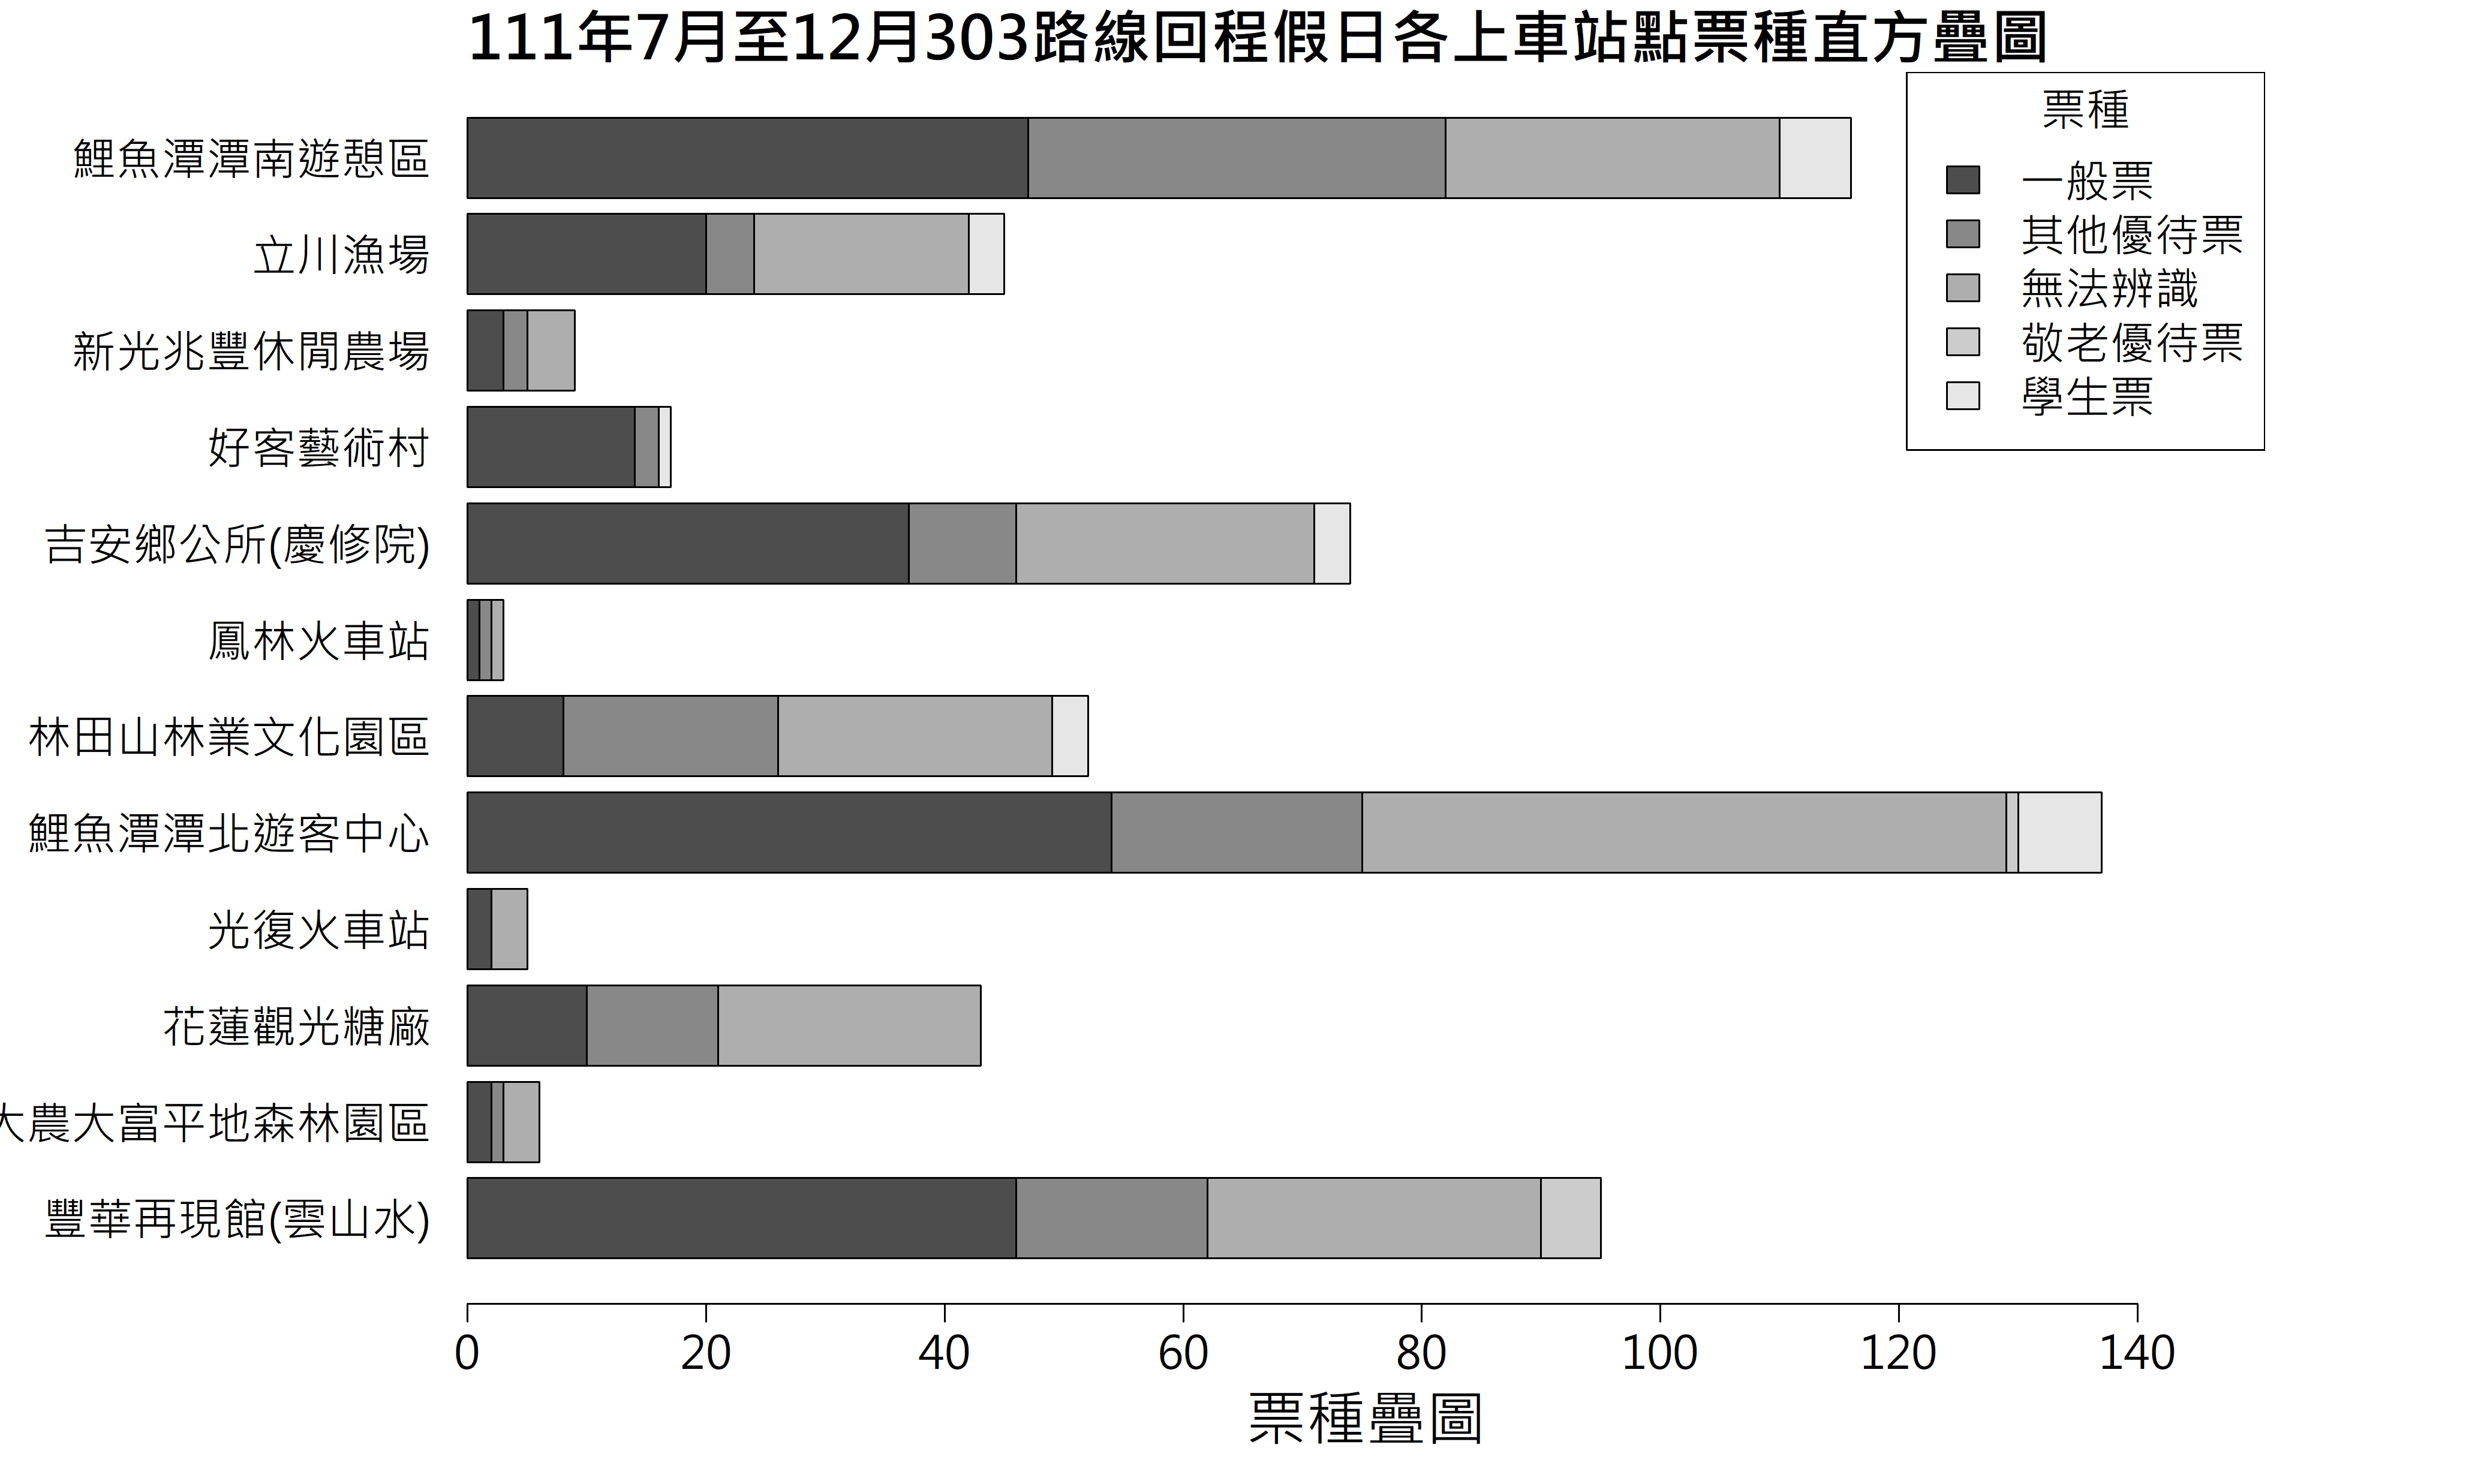 111年7月至12月303路線回程假日各上車站點票種直方疊圖
票種
一般票
其他優待票
無法辨識
敬老優待票
學生票
鯉魚潭潭南遊憩區
立川漁場
新光兆豐休閒農場
好客藝術村
吉安鄉公所(慶修院)
鳳林火車站
林田山林業文化園區
鯉魚潭潭北遊客中心
光復火車站
花蓮觀光糖廠
大農大富平地森林園區
豐華再現館(雲山水)
0 20 40 60 80 100 120 140
票種疊圖